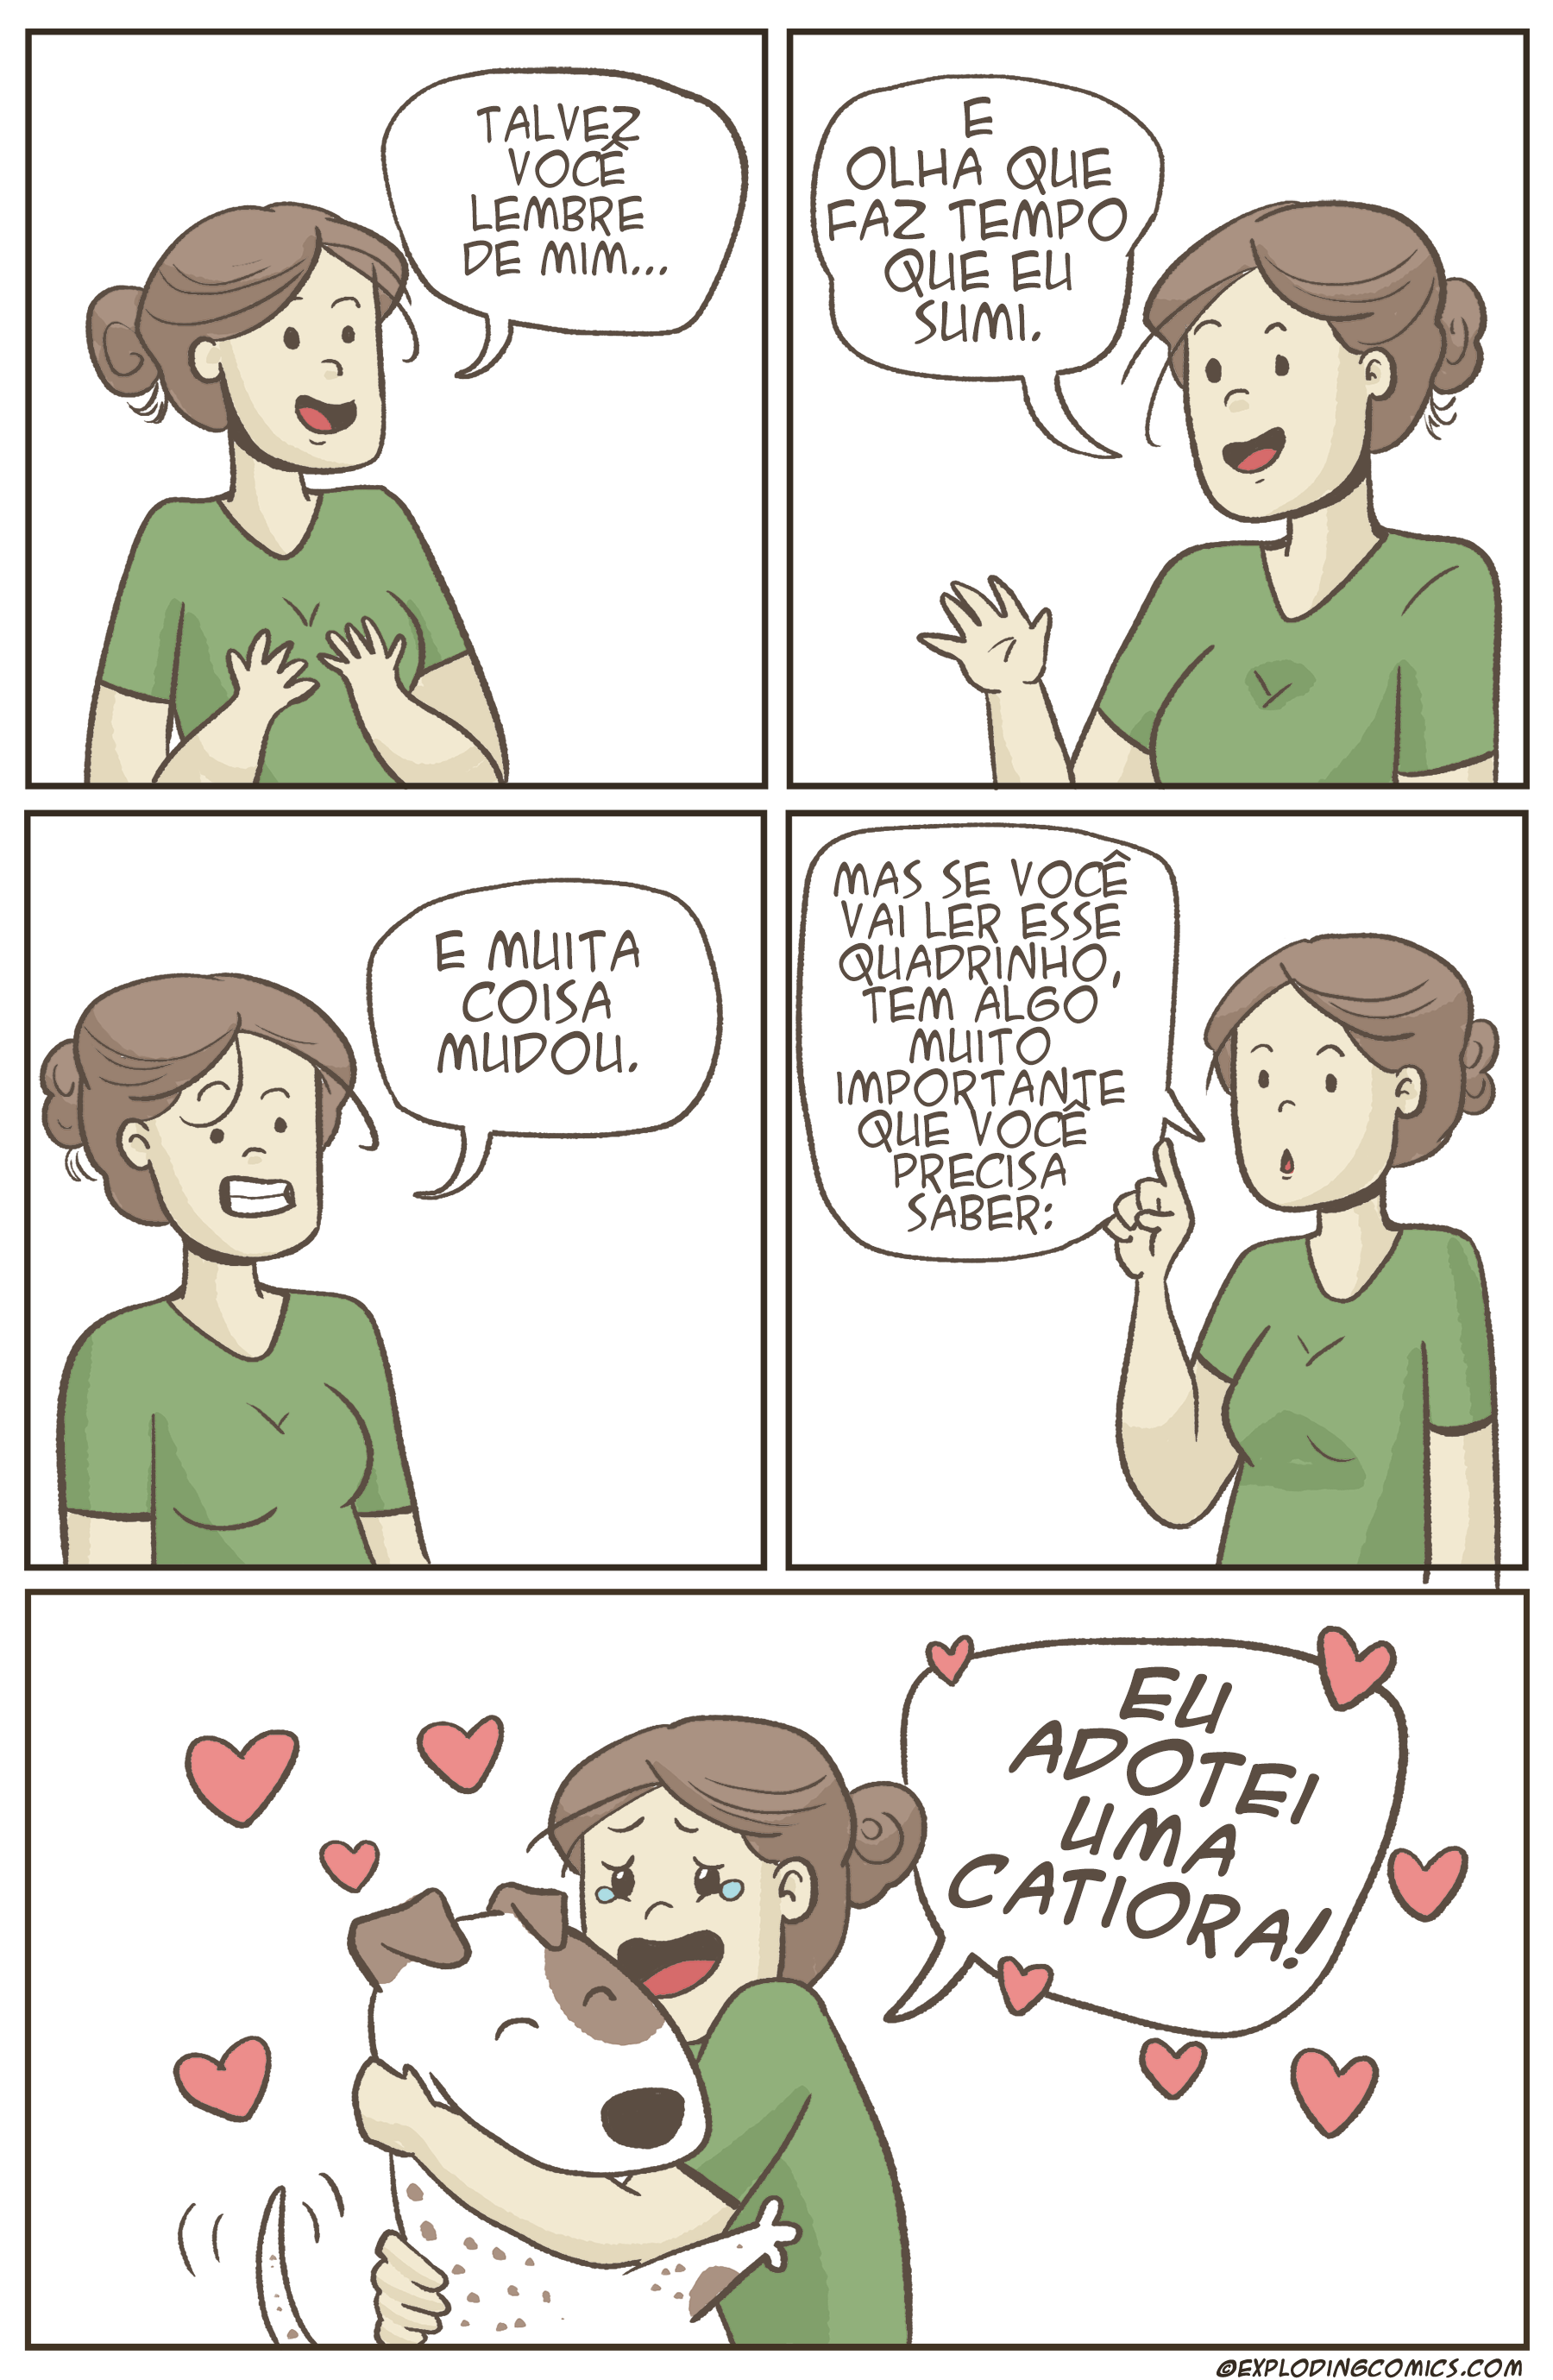 TALVEZ
VOCÊ
LEMBRE
DE MIM...
E
OLHA QUE
FAZ TEMPO
QUE EU
SUMI.
E MUITA
COISA
MUDOU.
MAS SE VOCÊ
VAI LER ESSE
QUADRINHO,
TEM ALGO
MUITO
IMPORTANTE
QUE VOCÊ
PRECISA
SABER:
EU
ADOTEI
UMA
CATIORA!
©EXPLODINGCOMICS.COM